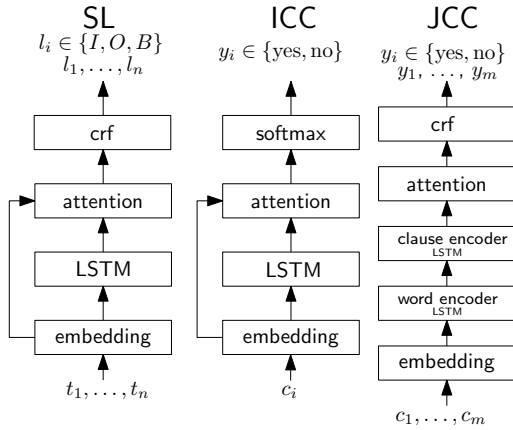 SL
l_i ∈ {I, O, B}
l_1, . . . , l_n
crf
attention
LSTM
embedding
t_1, . . . , t_n
ICC
y_i ∈ {yes, no}
softmax
attention
LSTM
embedding
c_i
JCC
y_i ∈ {yes, no}
y_1, . . . , y_m
crf
attention
clause encoder
LSTM
word encoder
LSTM
embedding
c_1, . . . , c_m